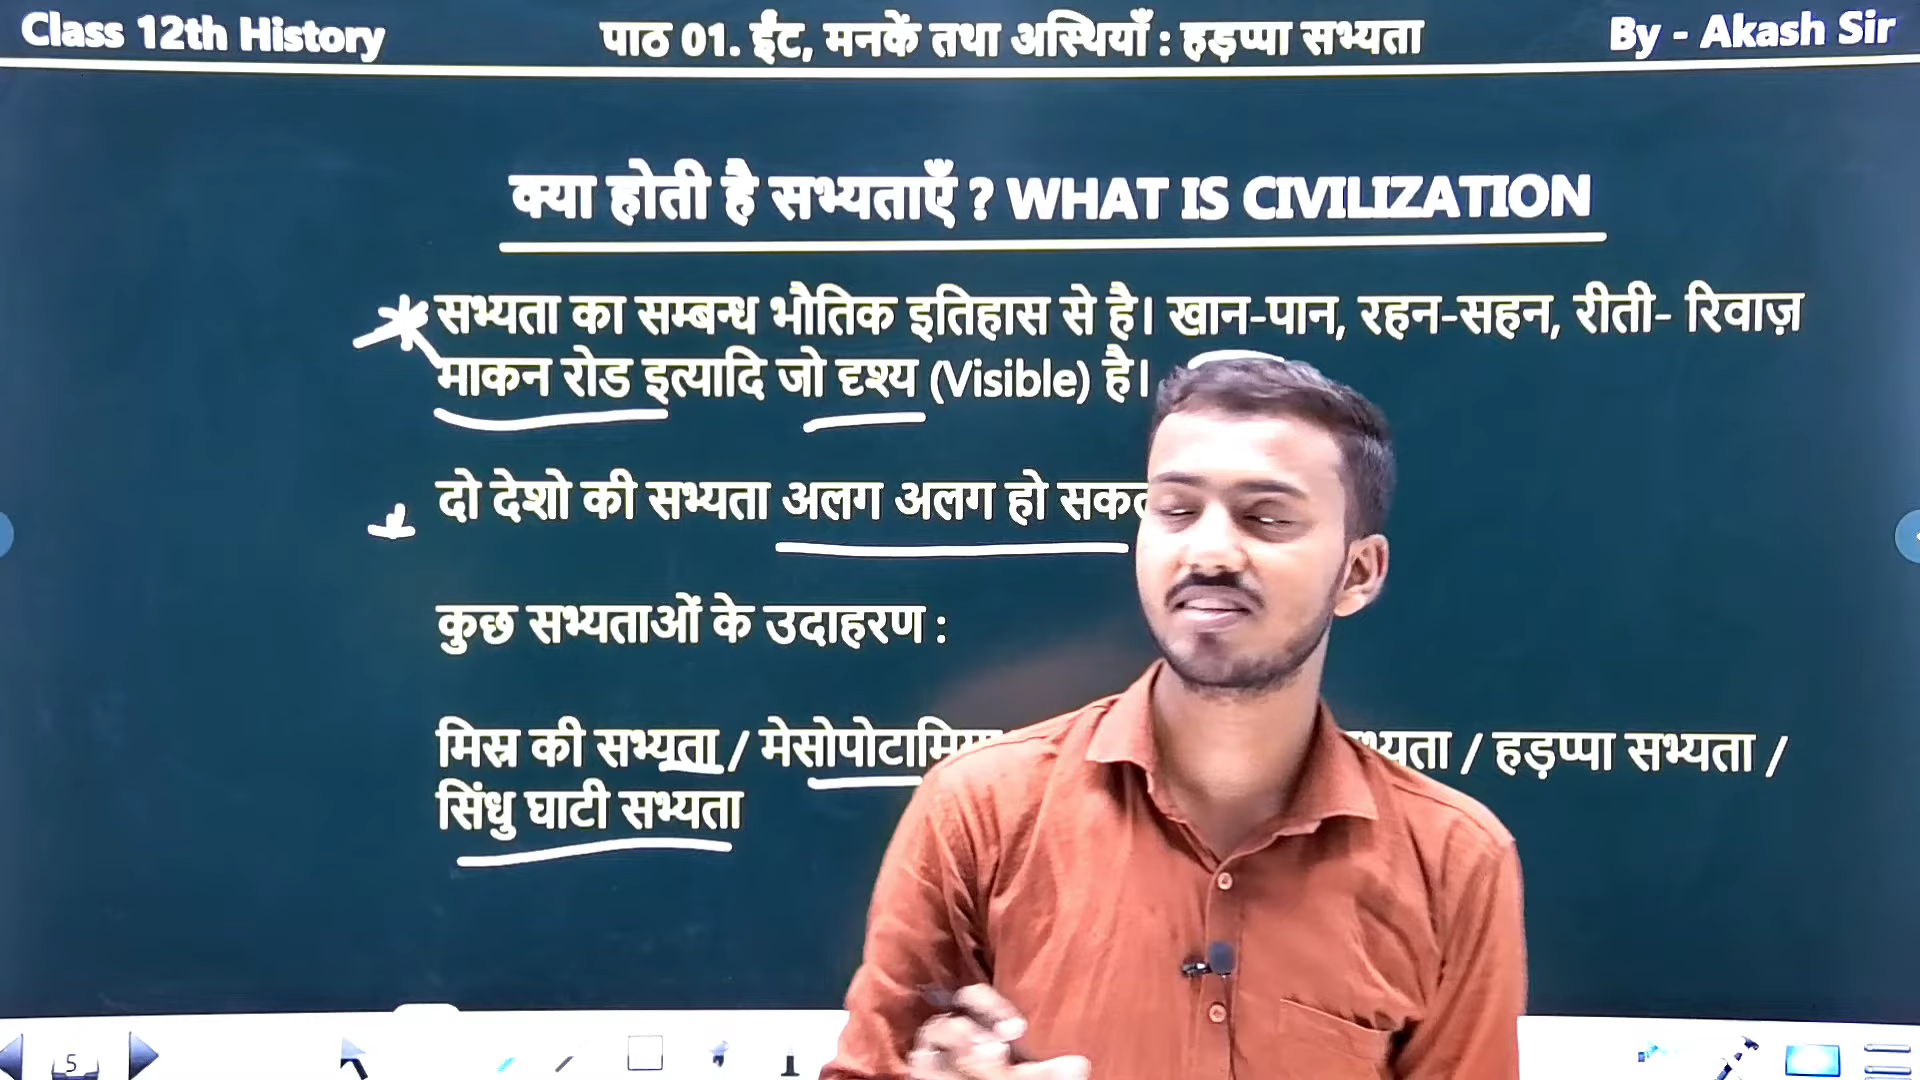 Class 12th History
पाठ 01. ईंट, मनकें तथा अस्थियाँ : हड़प्पा सभ्यता
By - Akash Sir
क्या होती है सभ्यताएँ ? WHAT IS CIVILIZATION
सभ्यता का सम्बन्ध भौतिक इतिहास से है। खान-पान, रहन-सहन, रीती- रिवाज़
माकन रोड इत्यादि जो दृश्य (Visible) है।
दो देशो की सभ्यता अलग अलग हो
कुछ सभ्यताओं के उदाहरण :
मिस्र की सभ्यता / / हड़प्पा सभ्यता /
सिंधु घाटी सभ्यता
5